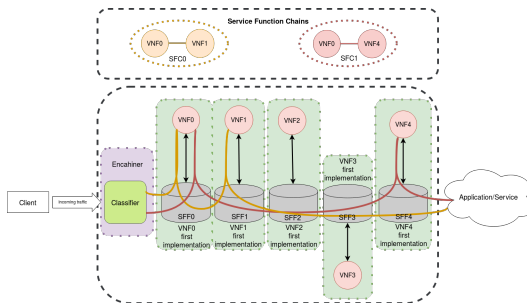 Service Function Chains
VNF0
VNF1
SFC0
VNF0
VNF4
SFC1
VNF0
VNF1
VNF2
VNF4
Encahiner
Classifier
VNF3
first
implementation
Client
Incoming traffic
Application/Service
SFF0
SFF1
SFF2
SFF3
SFF4
VNF0
first
implementation
VNF1
first
implementation
VNF2
first
implementation
VNF4
first
implementation
VNF3